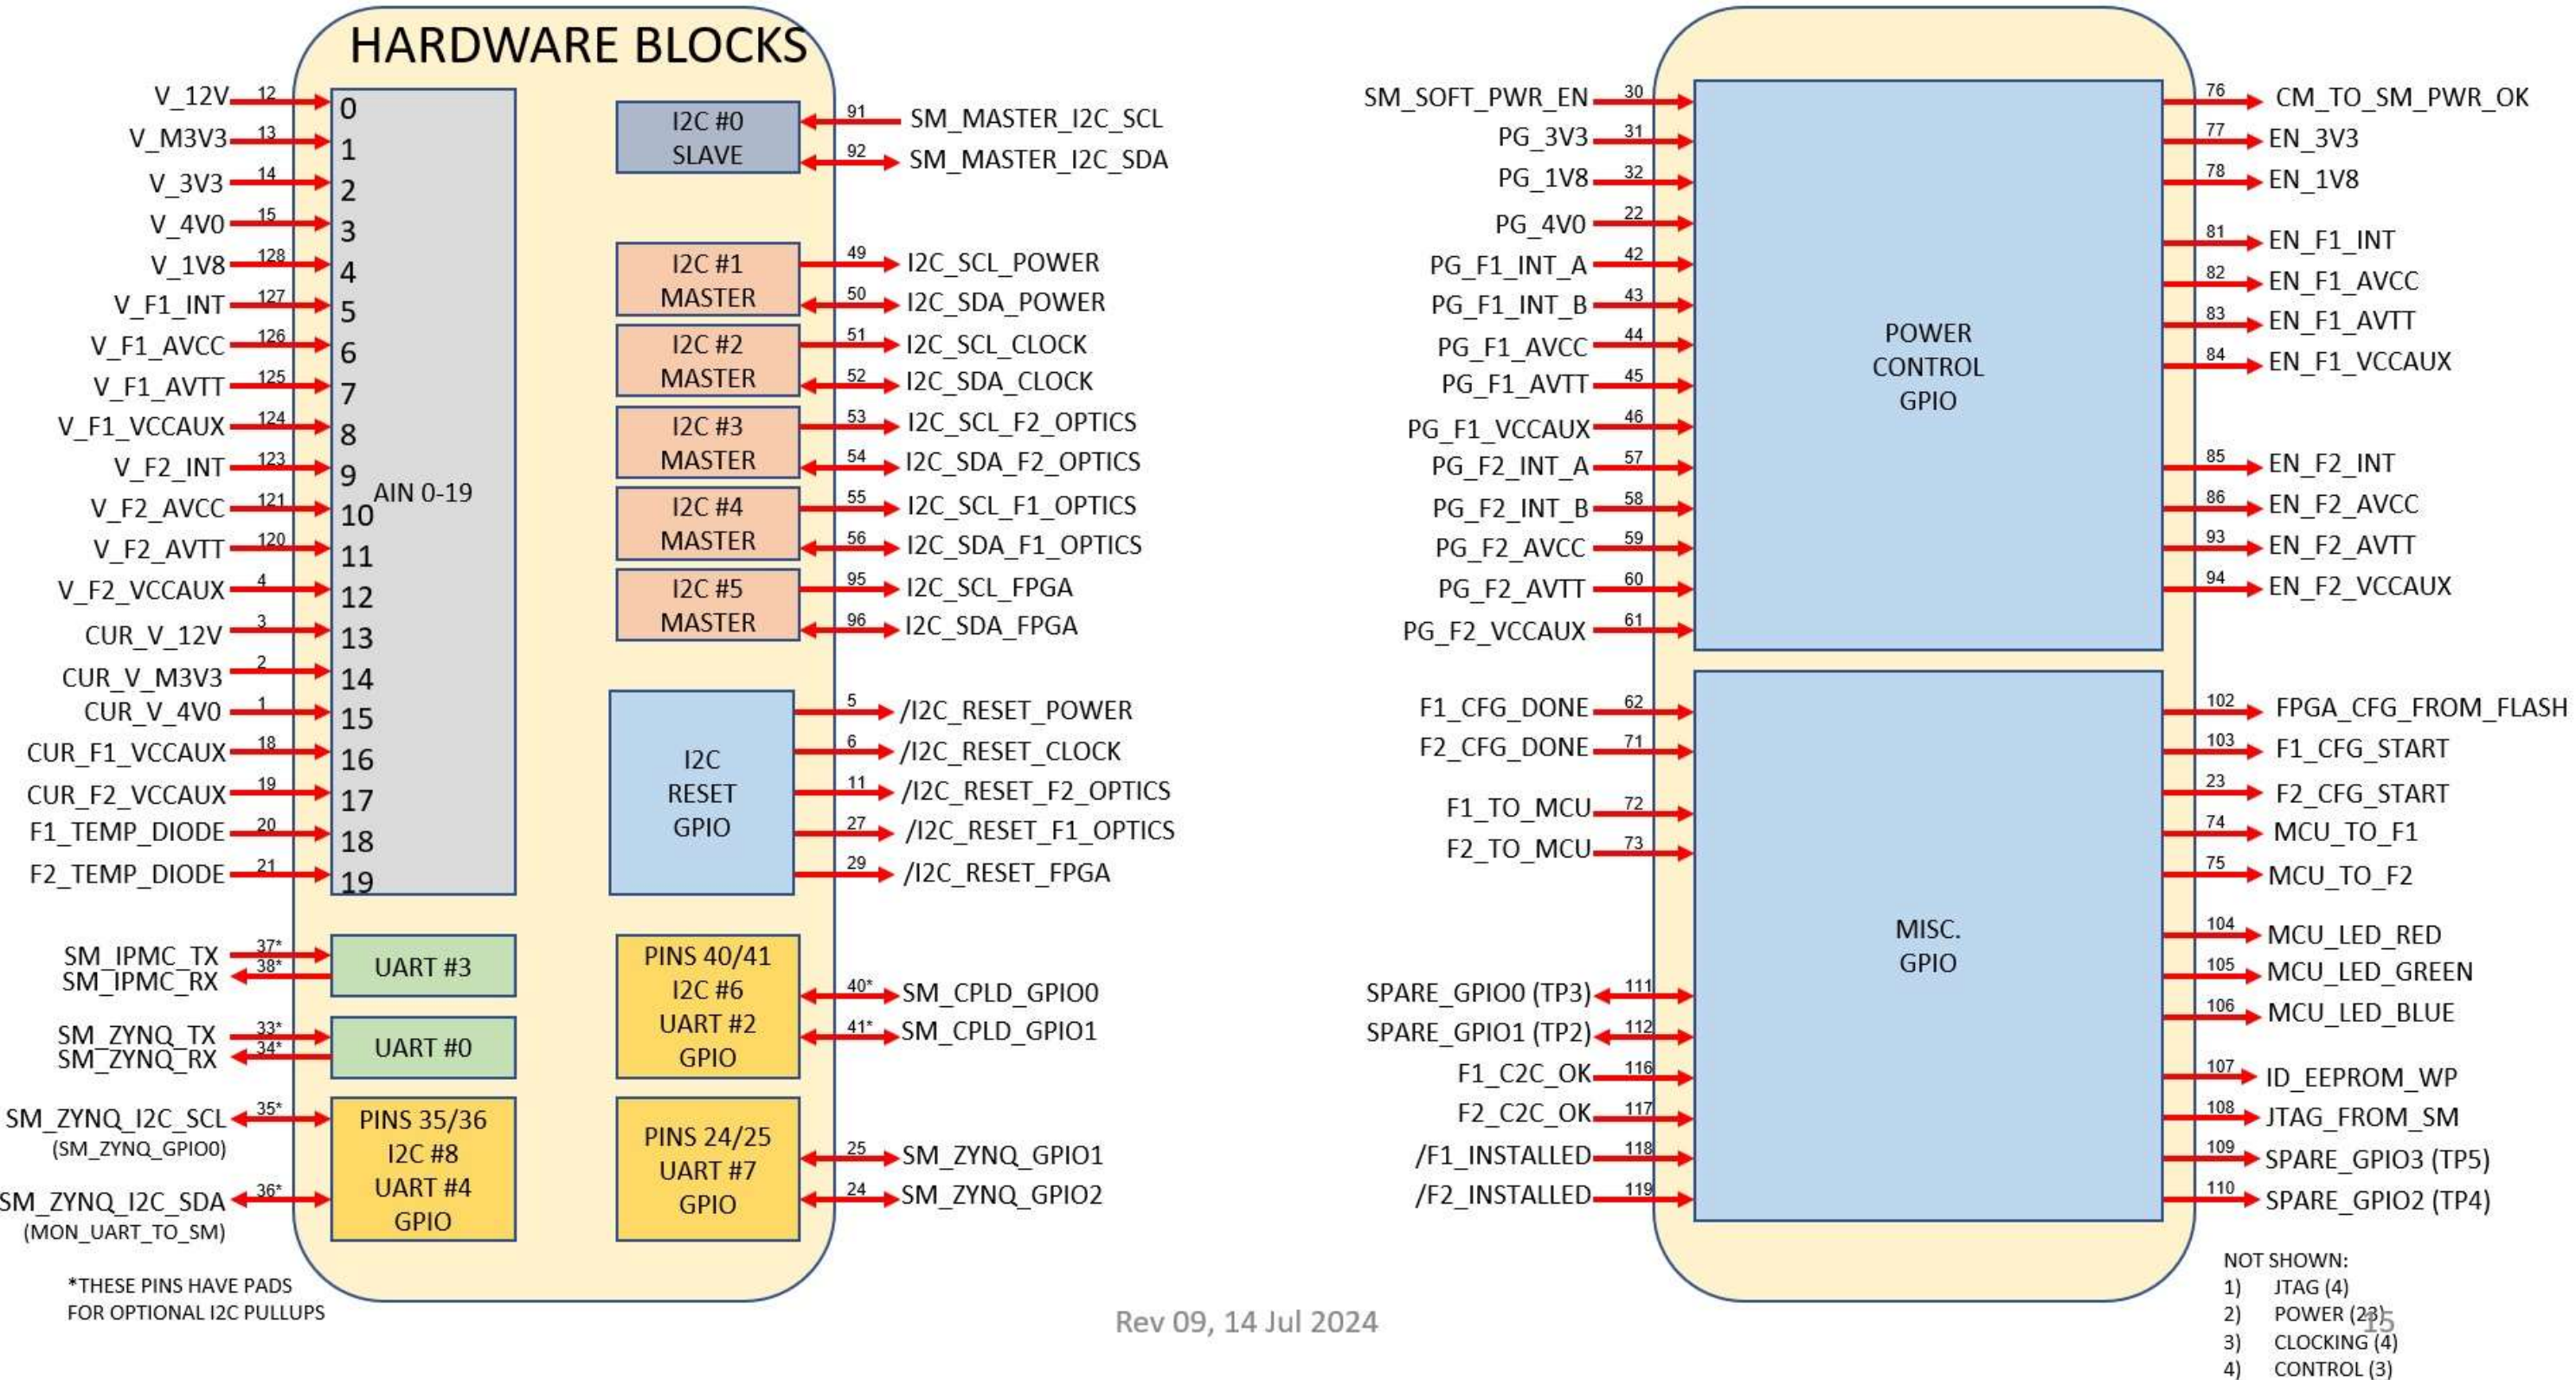 HARDWARE BLOCKS
V_12V 12 0
V_M3V3 13 1
V_3V3 14 2
V_4V0 15 3
V_1V8 128 4
V_F1_INT 127 5
V_F1_AVCC 126 6
V_F1_AVTT 125 7
V_F1_VCCAUX 124 8
V_F2_INT 123 9
AIN 0-19
V_F2_AVCC 121 10
V_F2_AVTT 120 11
V_F2_VCCAUX 4 12
CUR_V_12V 3 13
CUR_V_M3V3 2 14
CUR_V_4V0 1 15
CUR_F1_VCCAUX 18 16
CUR_F2_VCCAUX 19 17
F1_TEMP_DIODE 20 18
F2_TEMP_DIODE 21 19
SM_IPMC_TX 37*
SM_IPMC_RX 38*
UART #3
SM_ZYNQ_TX 33*
SM_ZYNQ_RX 34*
UART #0
SM_ZYNQ_I2C_SCL 35*
(SM_ZYNQ_GPIO0)
SM_ZYNQ_I2C_SDA 36*
(MON_UART_TO_SM)
PINS 35/36
I2C #8
UART #4
GPIO
*THESE PINS HAVE PADS
FOR OPTIONAL I2C PULLUPS
I2C #0
SLAVE
91 SM_MASTER_I2C_SCL
92 SM_MASTER_I2C_SDA
I2C #1
MASTER
49 I2C_SCL_POWER
50 I2C_SDA_POWER
I2C #2
MASTER
51 I2C_SCL_CLOCK
52 I2C_SDA_CLOCK
I2C #3
MASTER
53 I2C_SCL_F2_OPTICS
54 I2C_SDA_F2_OPTICS
I2C #4
MASTER
55 I2C_SCL_F1_OPTICS
56 I2C_SDA_F1_OPTICS
I2C #5
MASTER
95 I2C_SCL_FPGA
96 I2C_SDA_FPGA
I2C
RESET
GPIO
5 /I2C_RESET_POWER
6 /I2C_RESET_CLOCK
11 /I2C_RESET_F2_OPTICS
27 /I2C_RESET_F1_OPTICS
29 /I2C_RESET_FPGA
PINS 40/41
I2C #6
UART #2
GPIO
40* SM_CPLD_GPIO0
41* SM_CPLD_GPIO1
PINS 24/25
UART #7
GPIO
25 SM_ZYNQ_GPIO1
24 SM_ZYNQ_GPIO2
SM_SOFT_PWR_EN 30
PG_3V3 31
PG_1V8 32
PG_4V0 22
PG_F1_INT_A 42
PG_F1_INT_B 43
PG_F1_AVCC 44
PG_F1_AVTT 45
PG_F1_VCCAUX 46
PG_F2_INT_A 57
PG_F2_INT_B 58
PG_F2_AVCC 59
PG_F2_AVTT 60
PG_F2_VCCAUX 61
POWER
CONTROL
GPIO
76 CM_TO_SM_PWR_OK
77 EN_3V3
78 EN_1V8
81 EN_F1_INT
82 EN_F1_AVCC
83 EN_F1_AVTT
84 EN_F1_VCCAUX
85 EN_F2_INT
86 EN_F2_AVCC
93 EN_F2_AVTT
94 EN_F2_VCCAUX
F1_CFG_DONE 62
F2_CFG_DONE 71
F1_TO_MCU 72
F2_TO_MCU 73
SPARE_GPIO0 (TP3) 111
SPARE_GPIO1 (TP2) 112
F1_C2C_OK 116
F2_C2C_OK 117
/F1_INSTALLED 118
/F2_INSTALLED 119
MISC.
GPIO
102 FPGA_CFG_FROM_FLASH
103 F1_CFG_START
23 F2_CFG_START
74 MCU_TO_F1
75 MCU_TO_F2
104 MCU_LED_RED
105 MCU_LED_GREEN
106 MCU_LED_BLUE
107 ID_EEPROM_WP
108 JTAG_FROM_SM
109 SPARE_GPIO3 (TP5)
110 SPARE_GPIO2 (TP4)
NOT SHOWN:
1) JTAG (4)
2) POWER (23)
3) CLOCKING (4)
4) CONTROL (3)
Rev 09, 14 Jul 2024
15